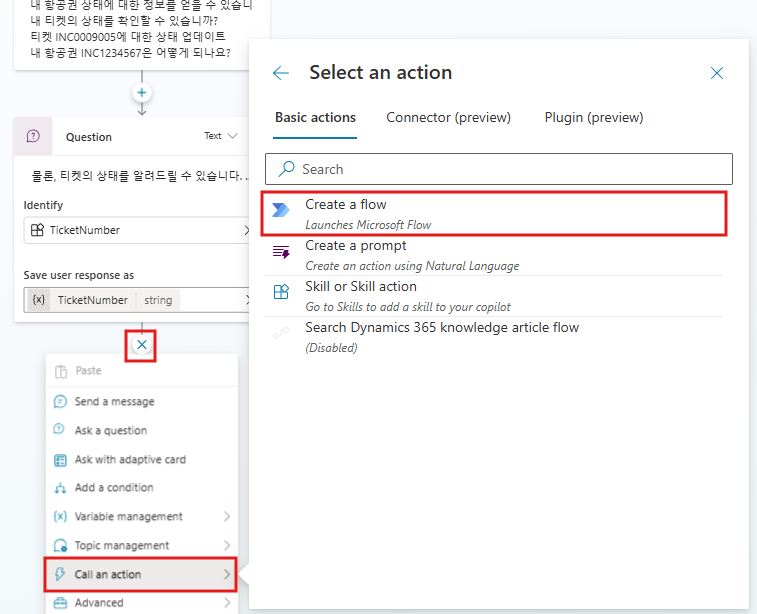 내 항공권 상태에 대한 정보를 얻을 수 있습니
내 티켓의 상태를 확인할 수 있습니까?
티켓 INC0009005에 대한 상태 업데이트
내 항공권 INC1234567은 어떻게 되나요?
Question
Text
물론, 티켓의 상태를 알려드릴 수 있습니다. ..
Identify
TicketNumber
Save user response as
{x} TicketNumber string
Paste
Send a message
Ask a question
Ask with adaptive card
Add a condition
{x} Variable management
Topic management
Call an action
Advanced
Select an action
Basic actions
Connector (preview)
Plugin (preview)
Search
Create a flow
Launches Microsoft Flow
Create a prompt
Create an action using Natural Language
Skill or Skill action
Go to Skills to add a skill to your copilot
Search Dynamics 365 knowledge article flow
(Disabled)